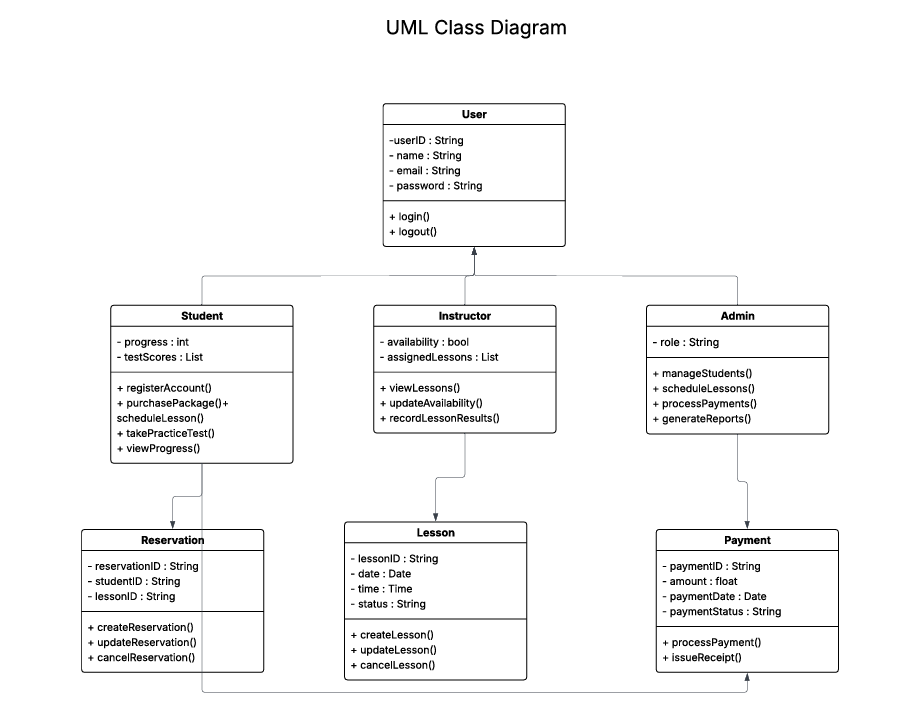 UML Class Diagram
User
-userID : String
- name : String
- email : String
- password : String
+ login()
+ logout()
Student
- progress : int
- testScores : List
+ registerAccount()
+ purchasePackage()+
scheduleLesson()
+ takePracticeTest()
+ viewProgress()
Instructor
- availability : bool
- assignedLessons : List
+ viewLessons()
+ updateAvailability()
+ recordLessonResults()
Admin
- role : String
+ manageStudents()
+ scheduleLessons()
+ processPayments()
+ generateReports()
Reservation
- reservationID : String
- studentID : String
- lessonID : String
+ createReservation()
+ updateReservation()
+ cancelReservation()
Lesson
- lessonID : String
- date : Date
- time : Time
- status : String
+ createLesson()
+ updateLesson()
+ cancelLesson()
Payment
- paymentID : String
- amount : float
- paymentDate : Date
- paymentStatus : String
+ processPayment()
+ issueReceipt()